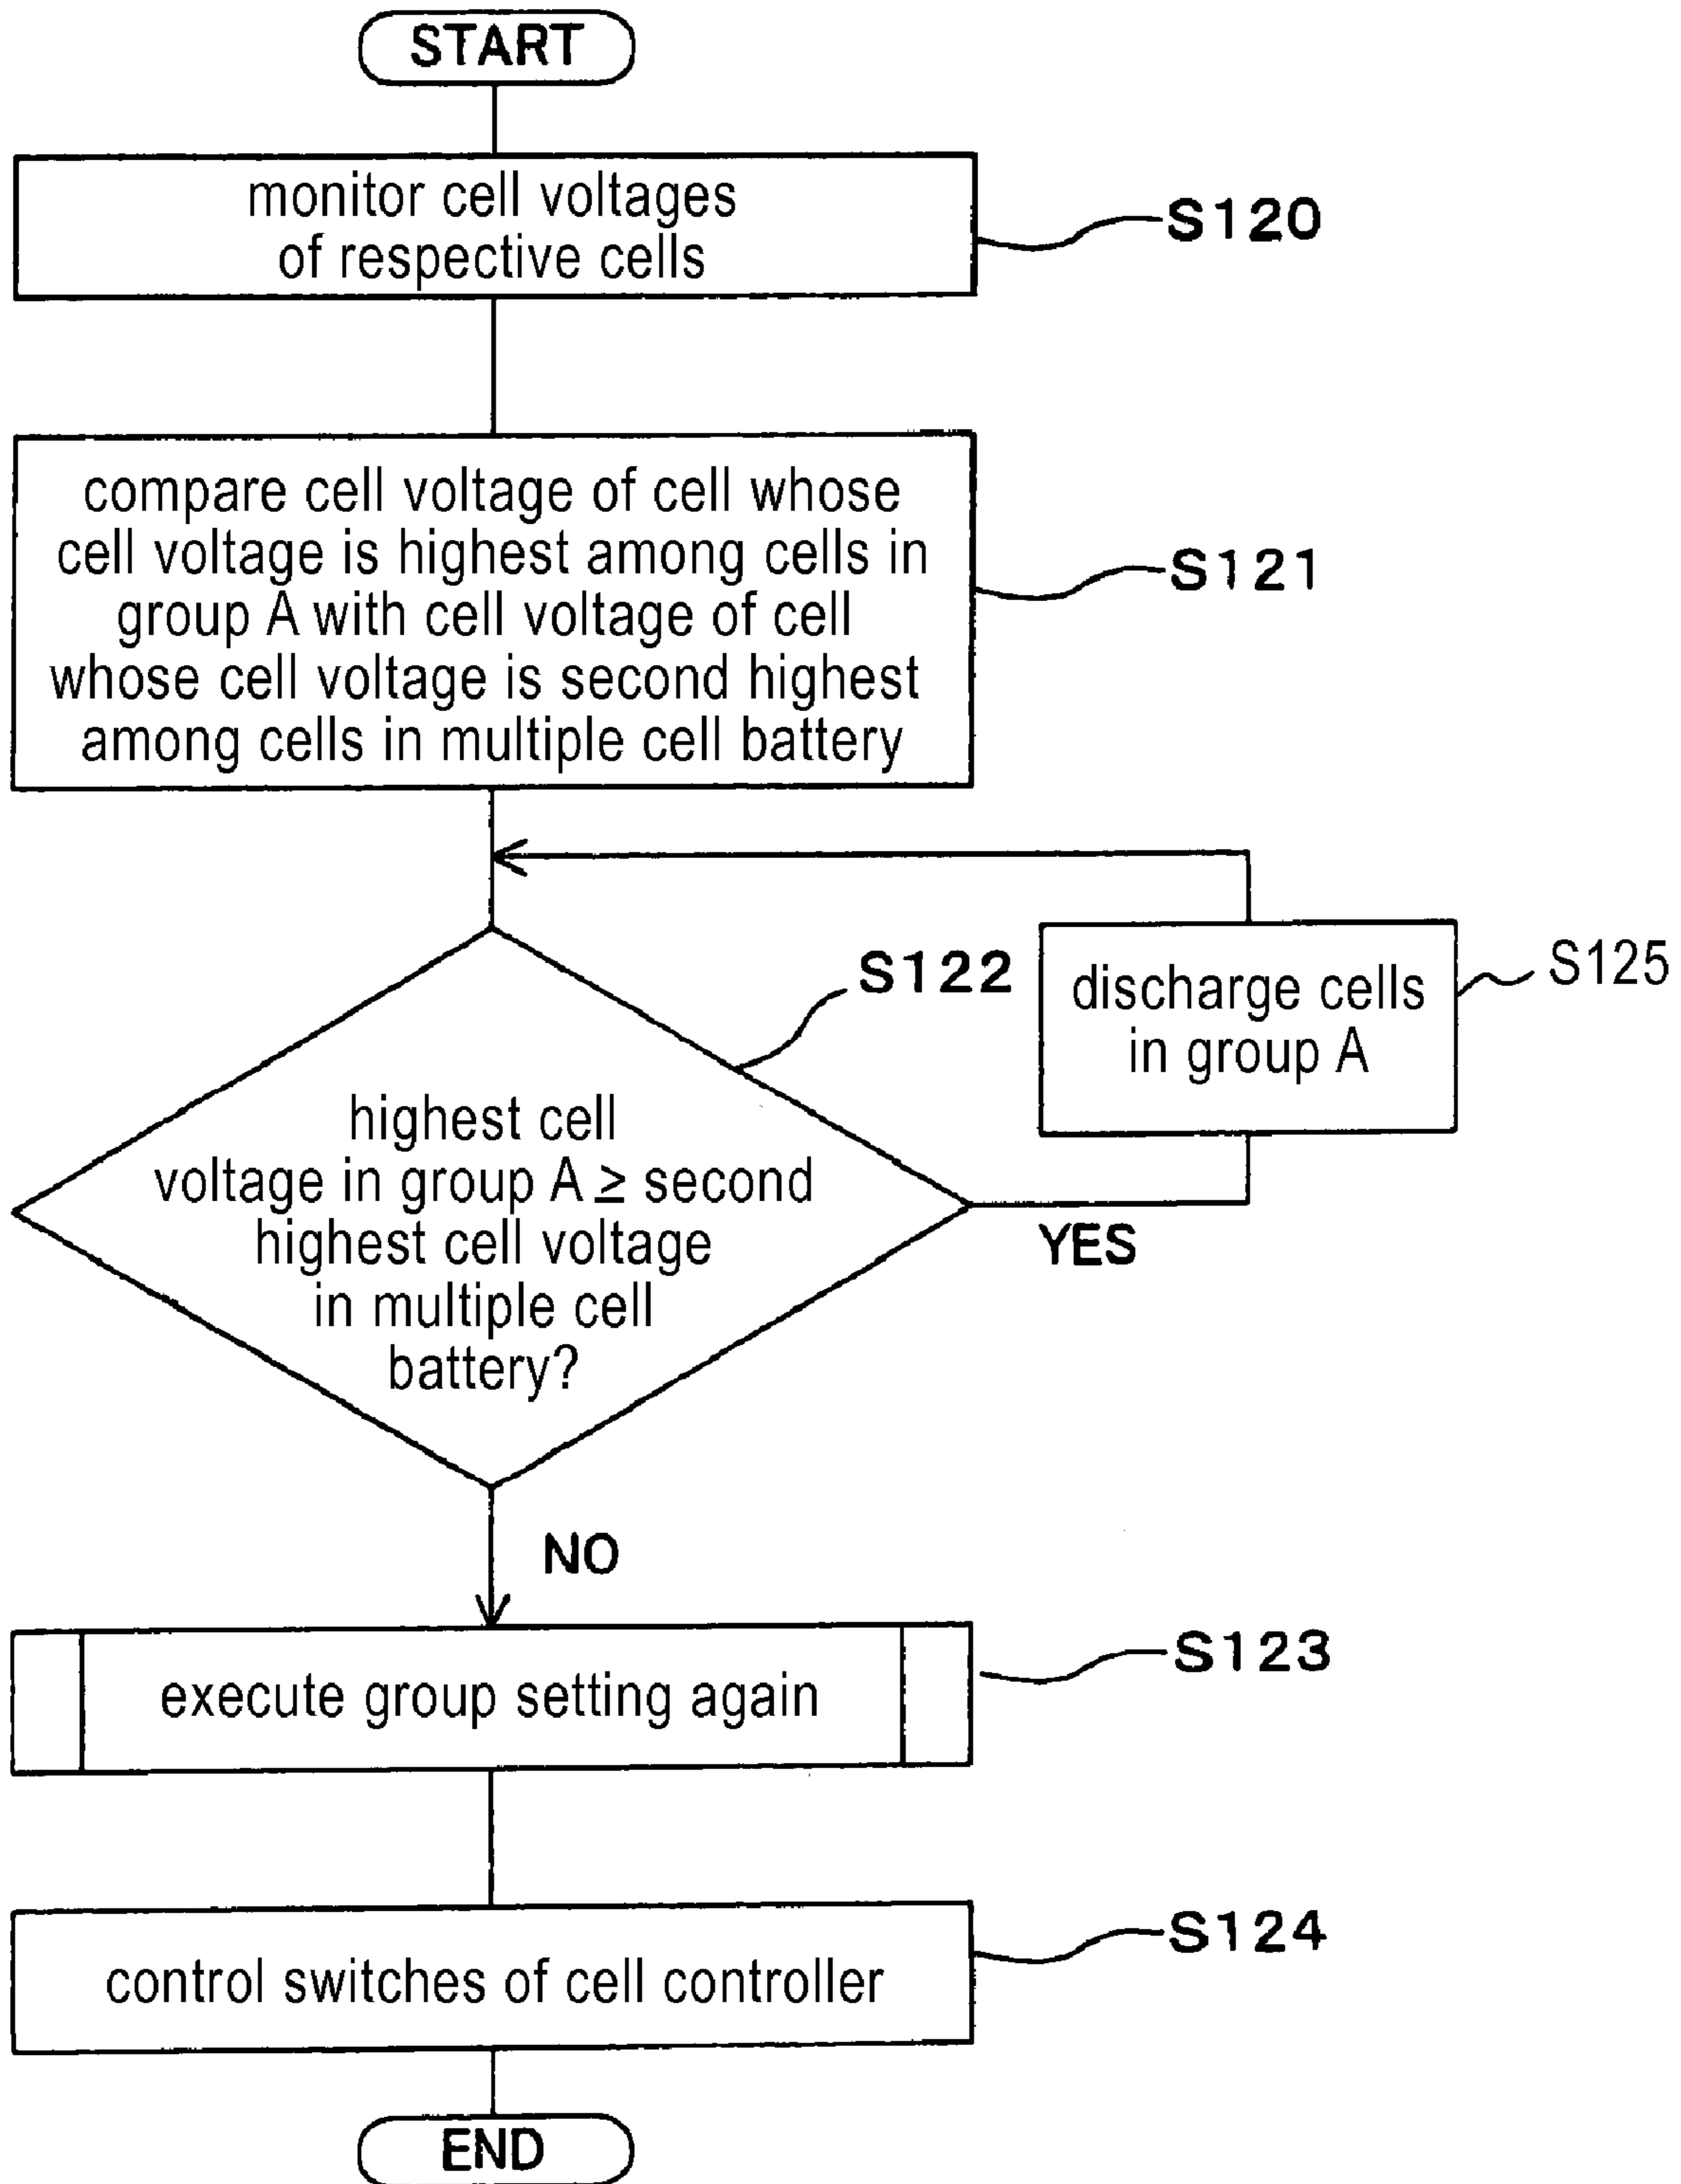 START
monitor cell voltages
of respective cells
S120
compare cell voltage of cell whose
cell voltage is highest among cells in
group A with cell voltage of cell
whose cell voltage is second highest
among cells in multiple cell battery
S121
S122
discharge cells
in group A
S125
highest cell
voltage in group A ≥ second
highest cell voltage
in multiple cell
battery?
YES
NO
execute group setting again
S123
control switches of cell controller
S124
END